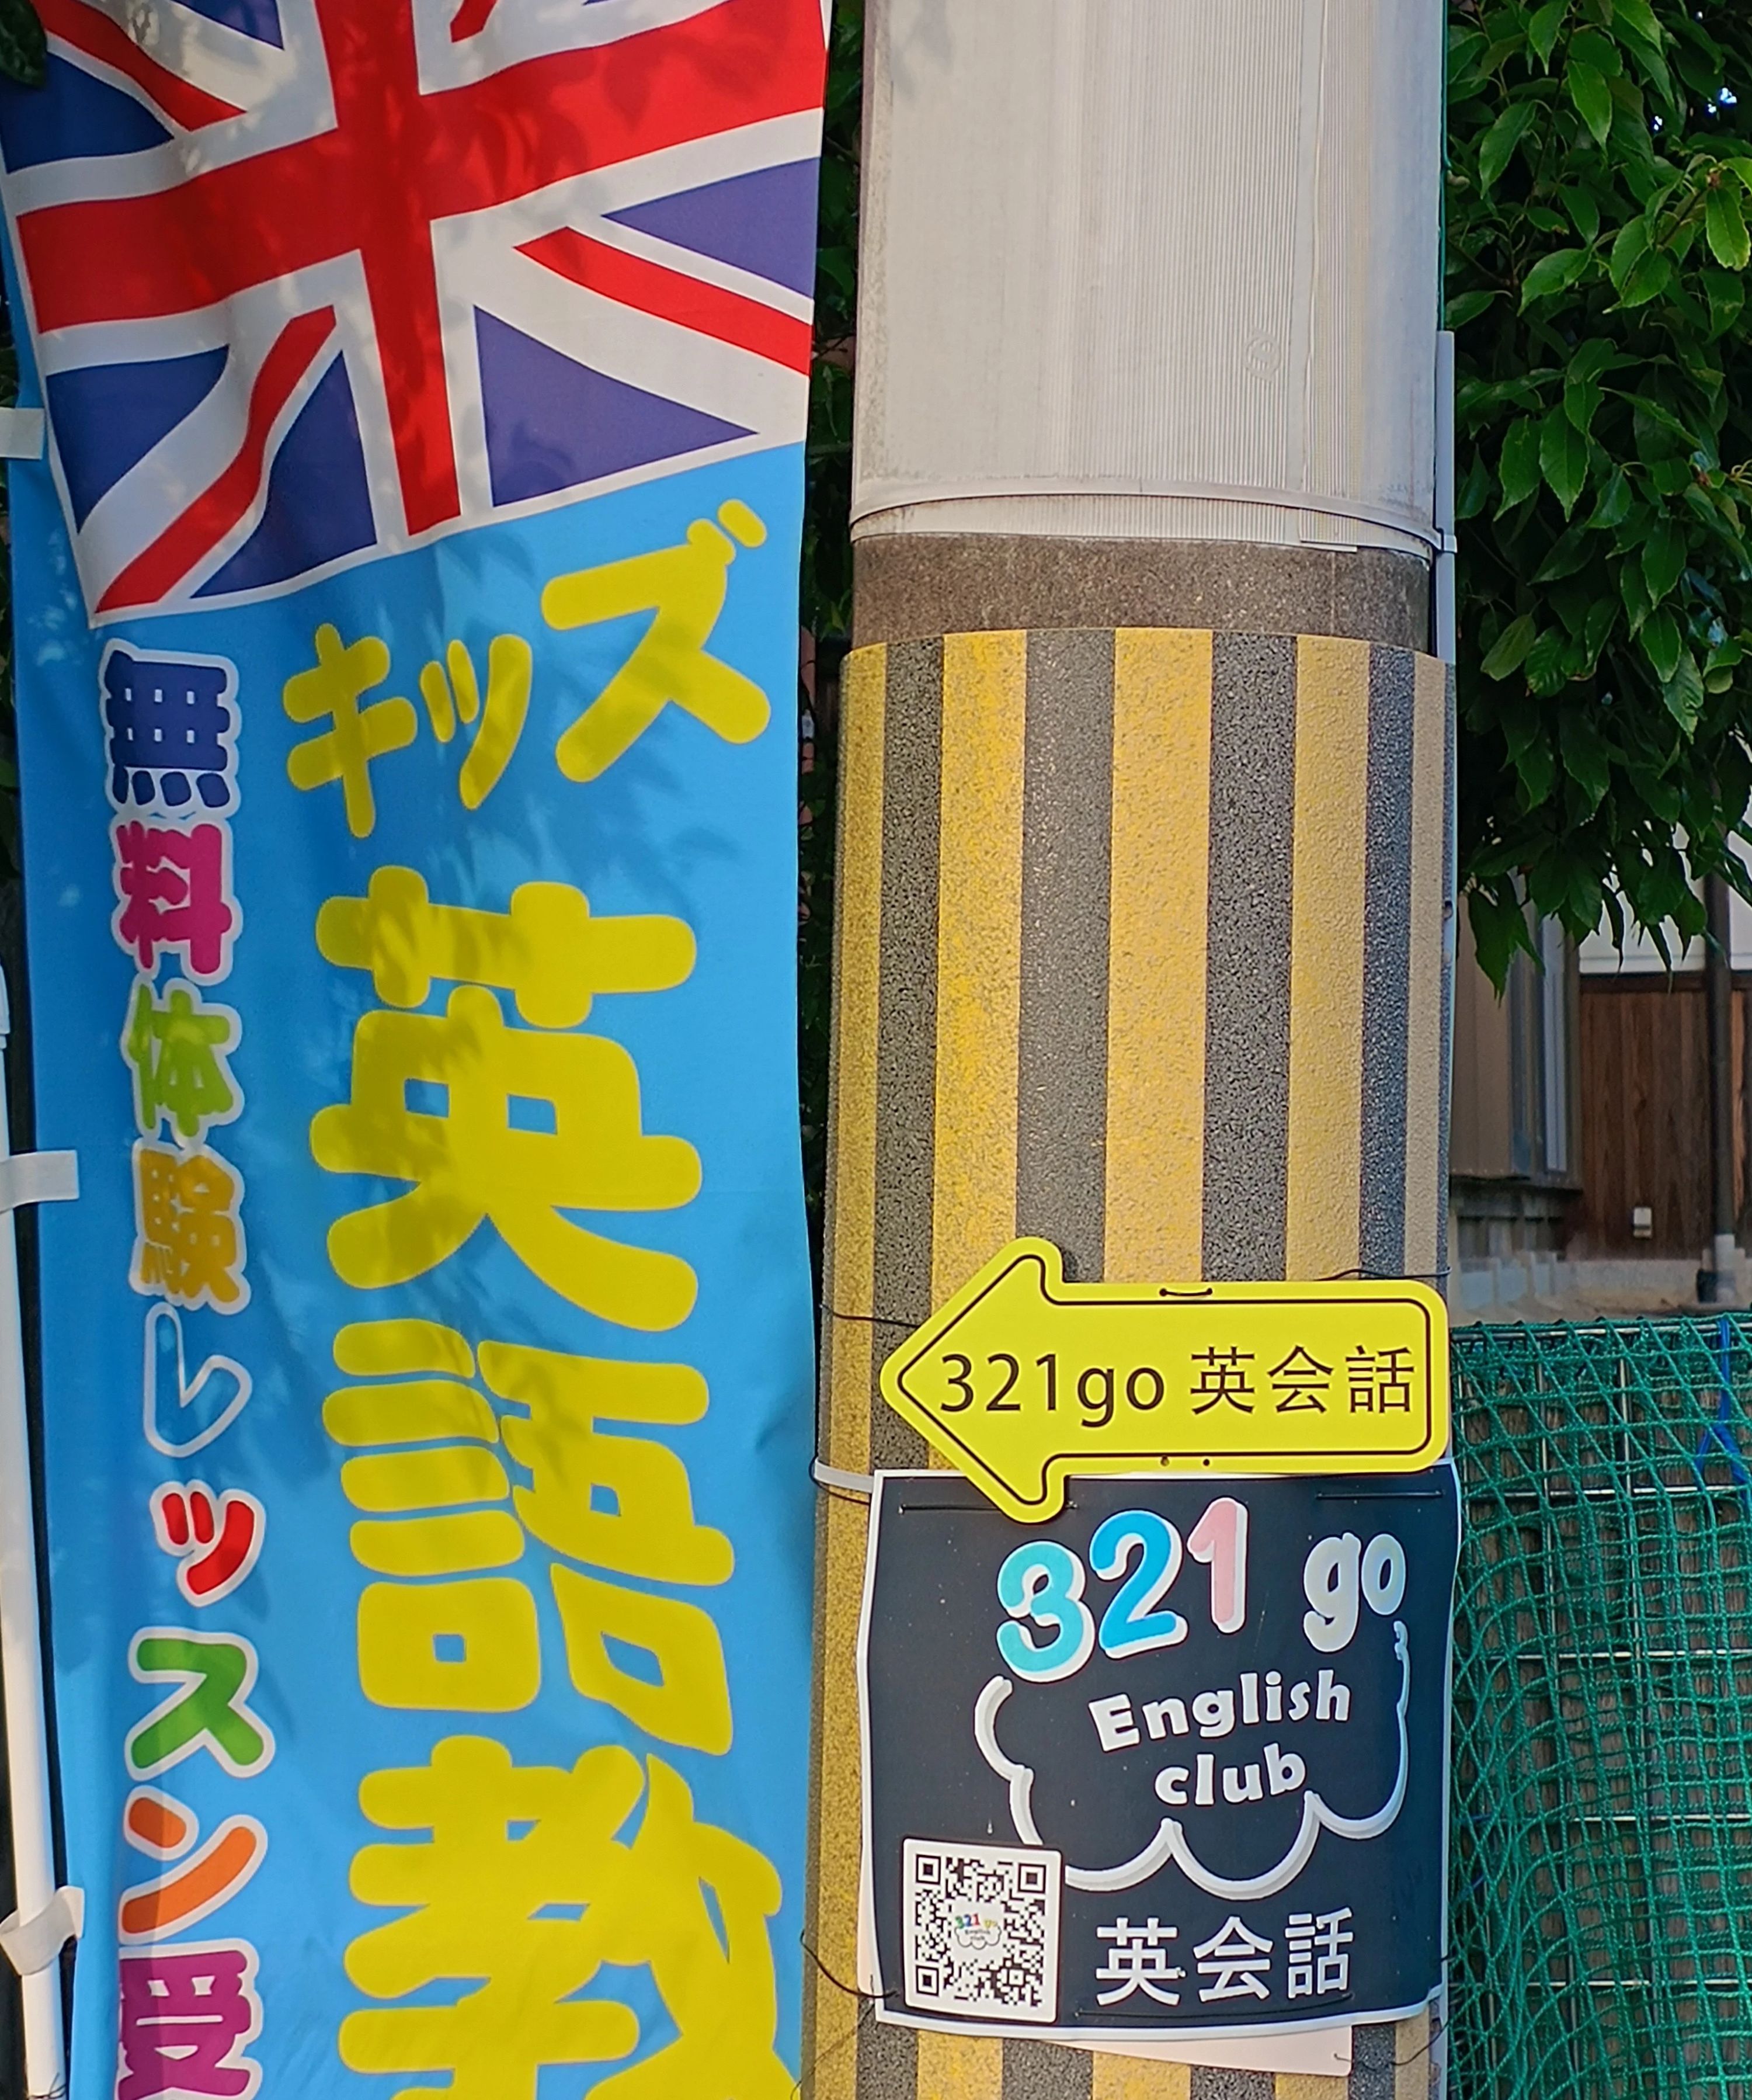 キッズ
英語教
無料体験レッスン受
321go 英会話
321 go
English
club
英会話